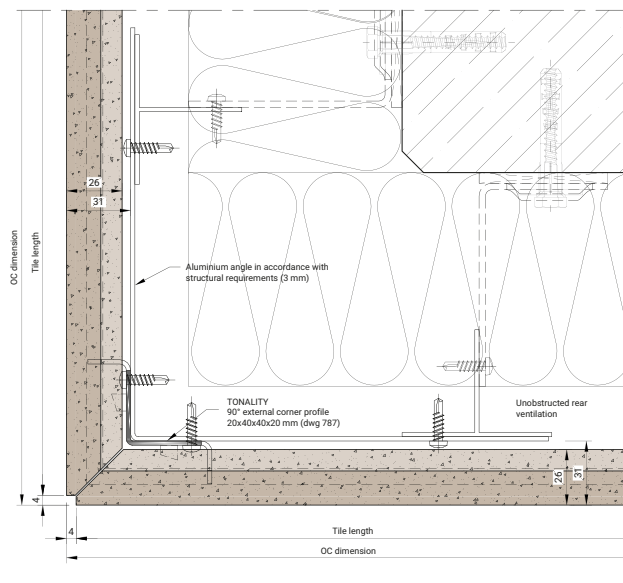 26
31
OC dimension
Tile length
Aluminium angle in accordance with
structural requirements (3 mm)
TONALITY
90° external corner profile
20x40x40x20 mm (dwg 787)
Unobstructed rear
ventilation
26
31
4
4
Tile length
OC dimension